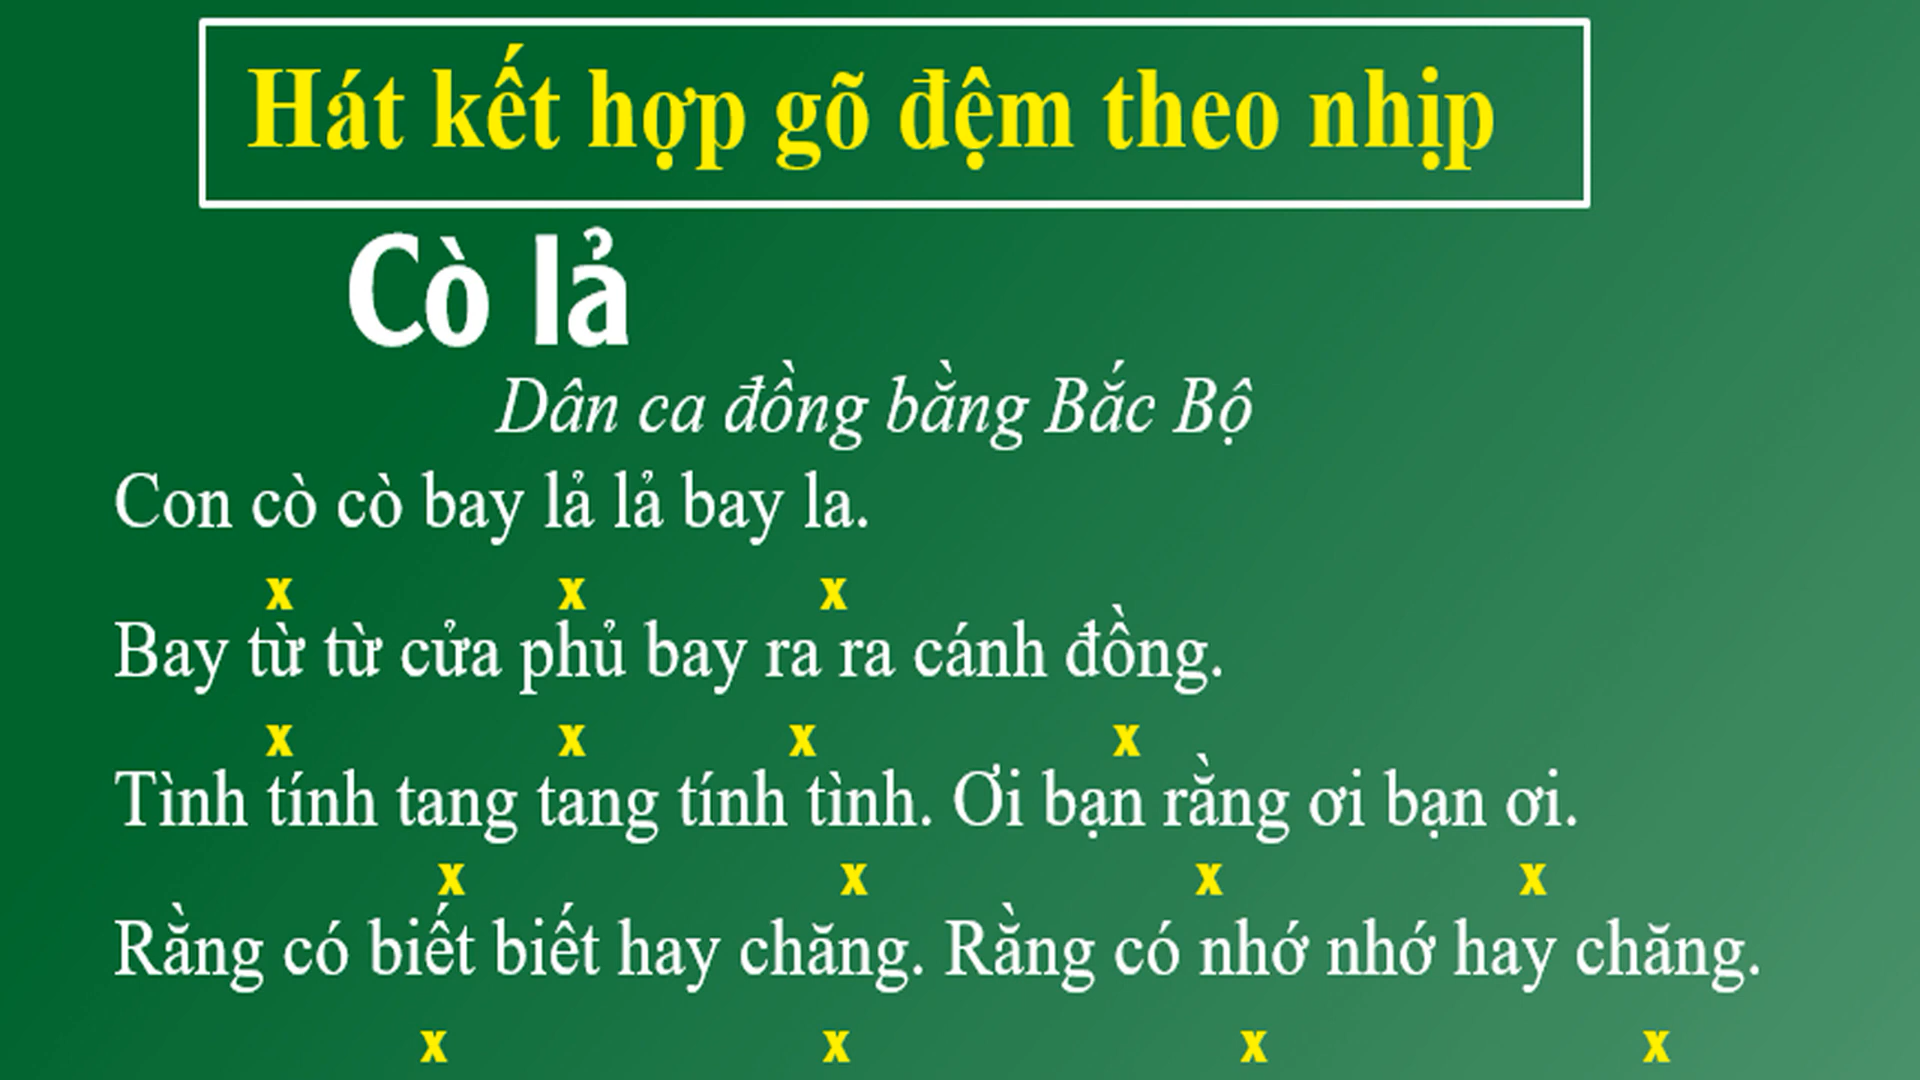 Hát kết hợp gõ đệm theo nhịp
Cò lả
Dân ca đồng bằng Bắc Bộ
Con cò cò bay lả lả bay la.
x x x
Bay từ từ cửa phủ bay ra ra cánh đồng.
x x x x
Tình tính tang tang tính tình. Ơi bạn rằng ơi bạn ơi.
x x x x
Rằng có biết biết hay chăng. Rằng có nhớ nhớ hay chăng.
x x x x